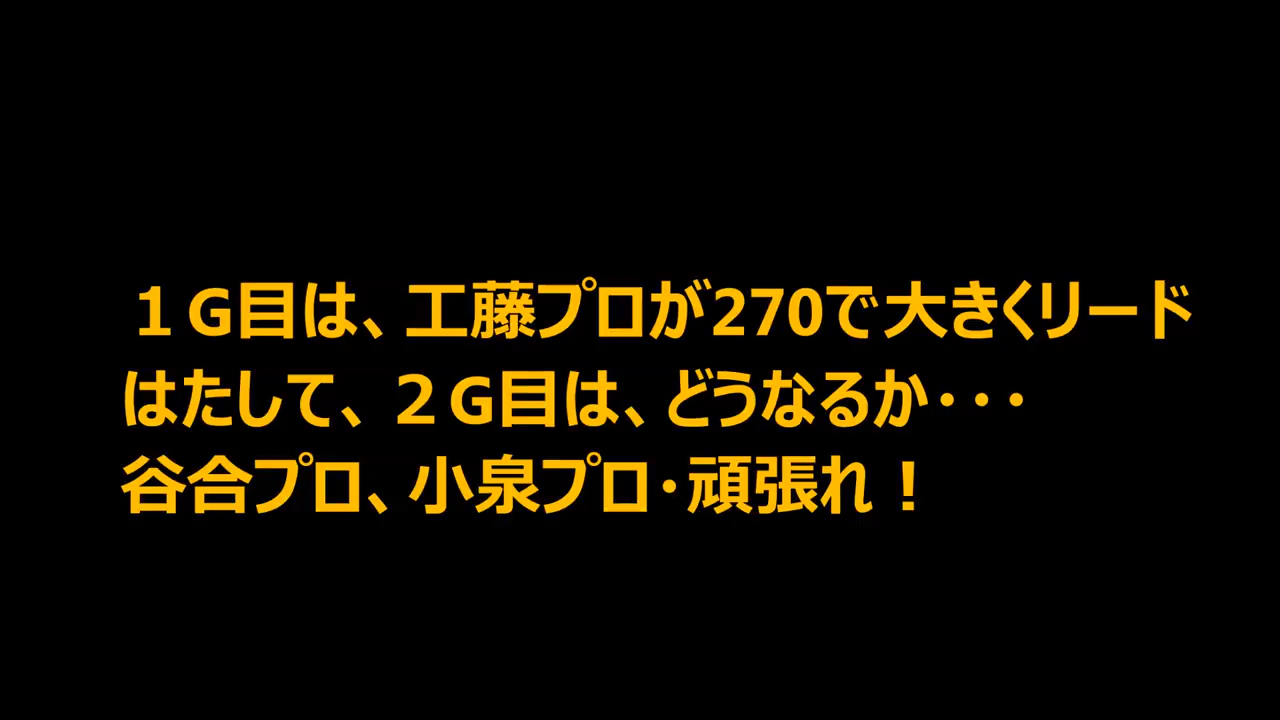 １G目は、工藤プロが270で大きくリード
はたして、２G目は、どうなるか・・・
谷合プロ、小泉プロ・頑張れ！